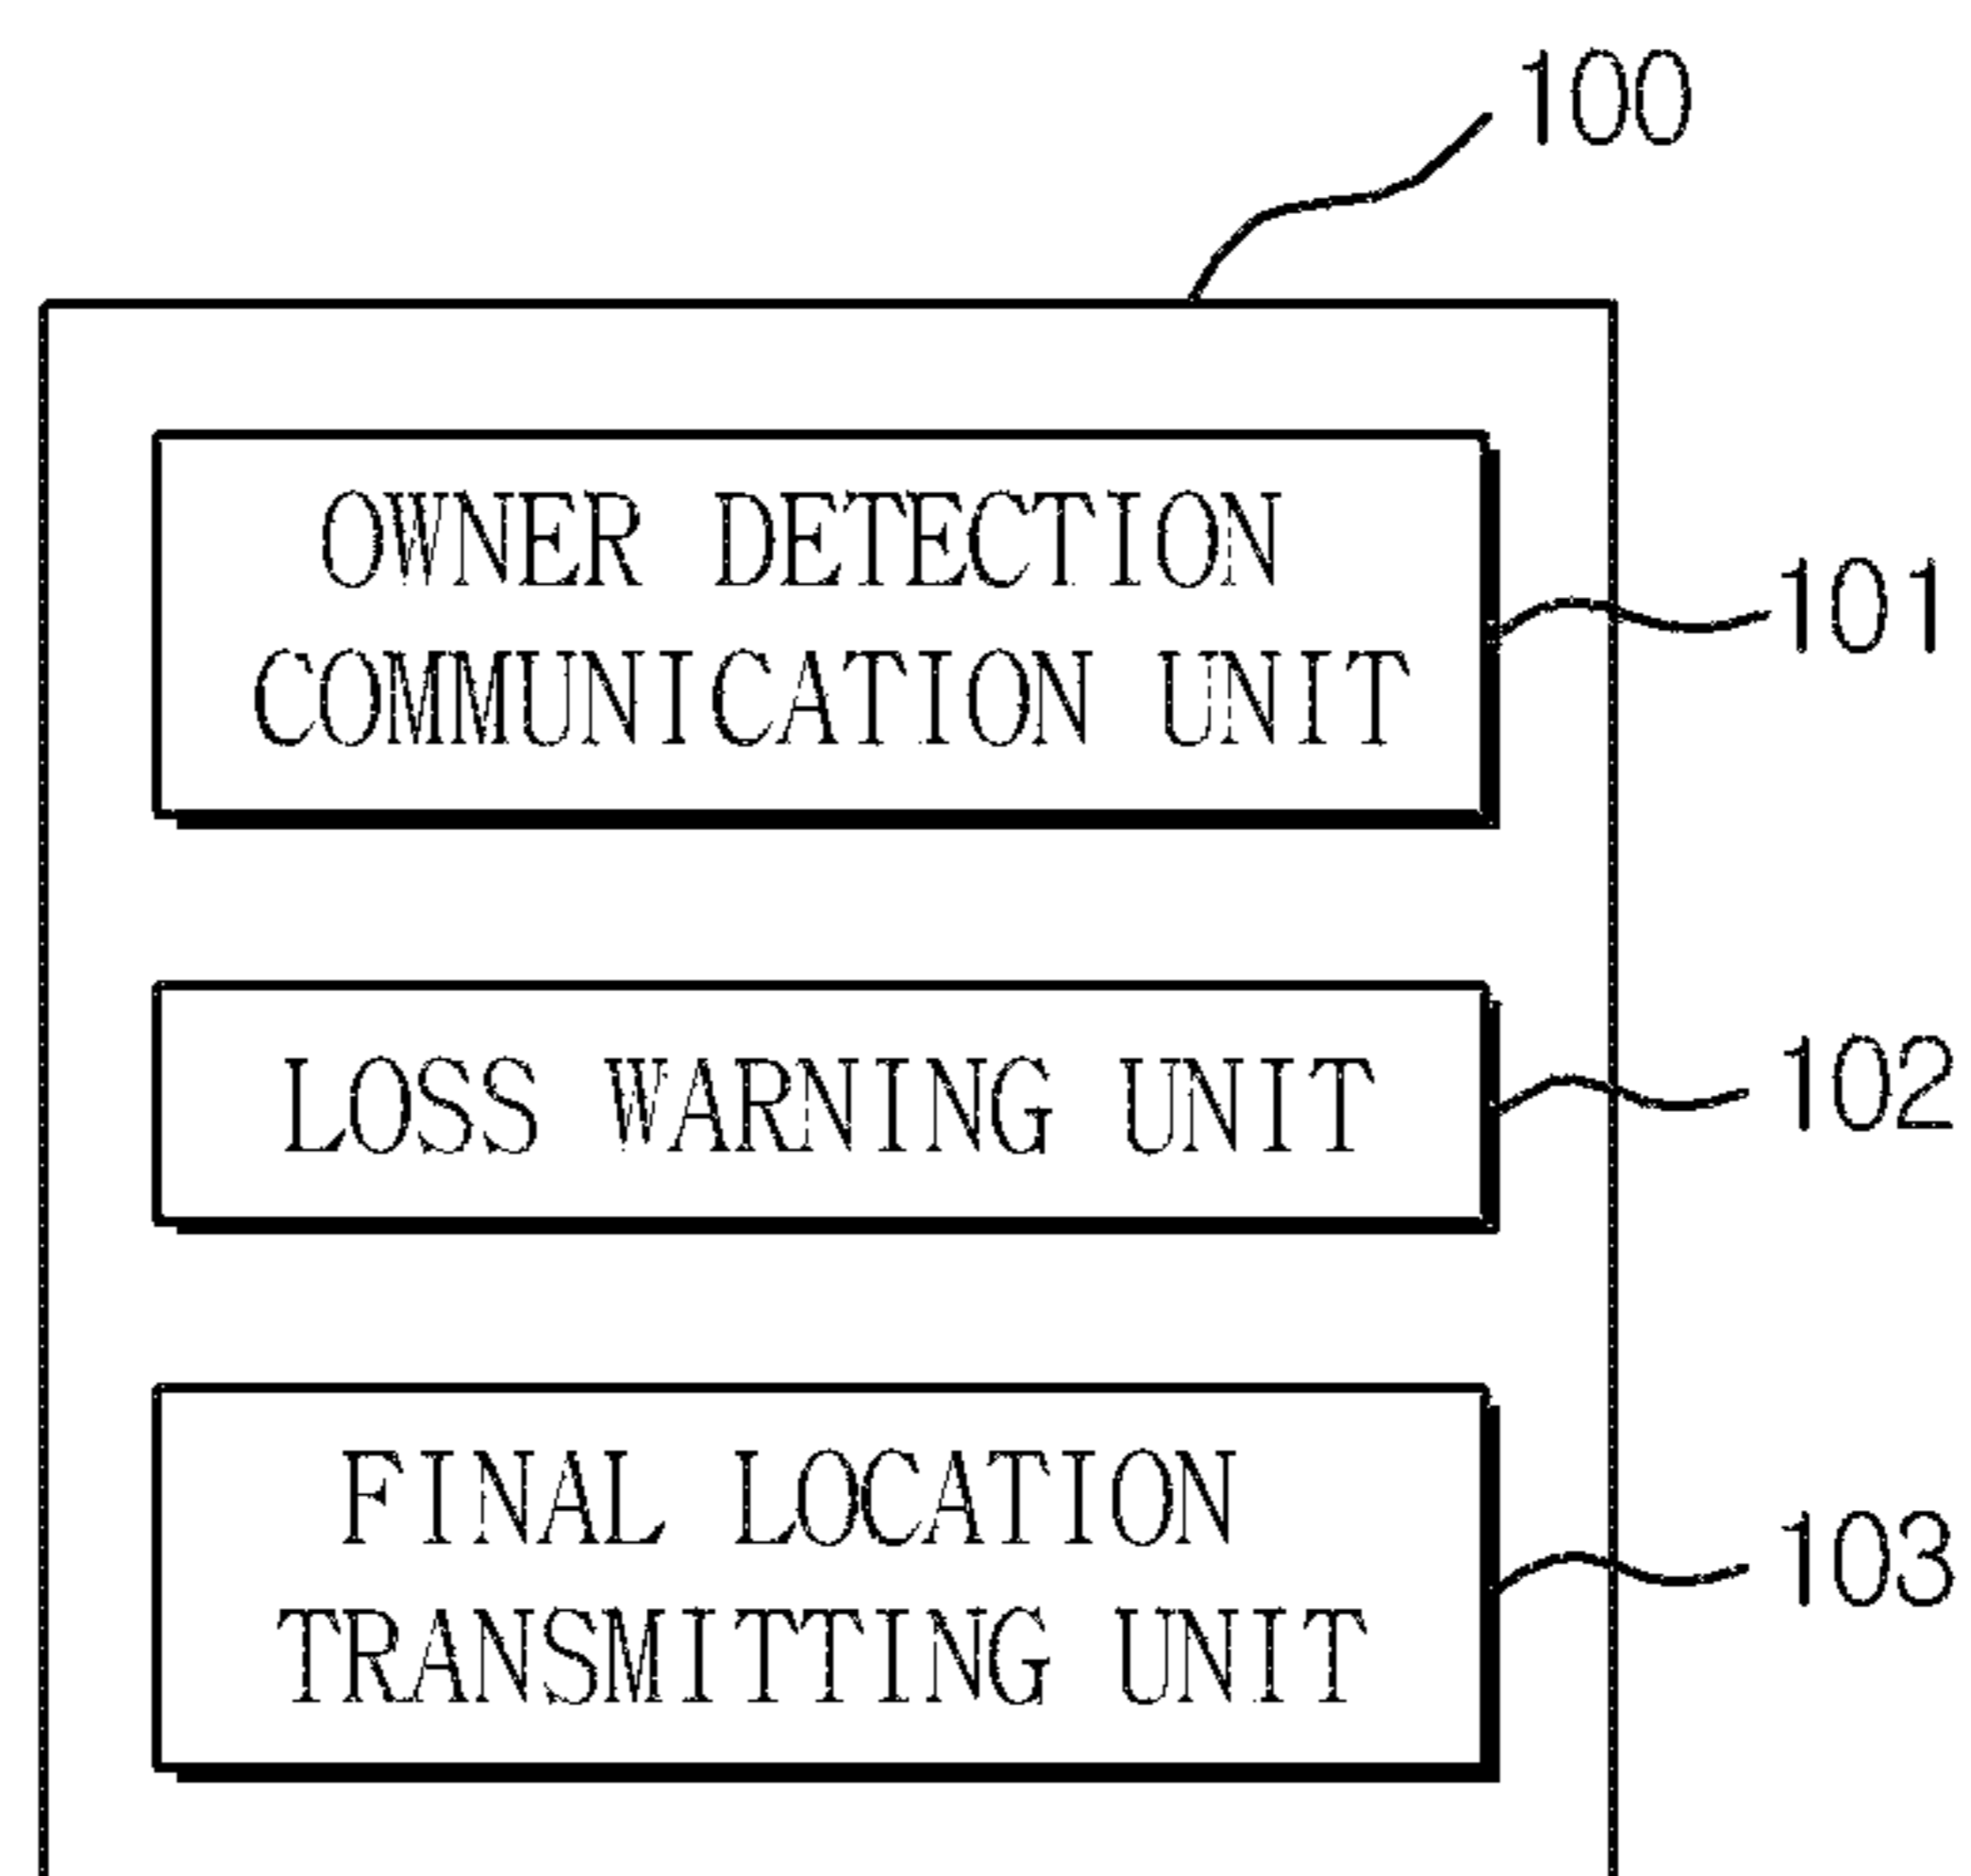 100
OWNER DETECTION
COMMUNICATION UNIT
101
LOSS WARNING UNIT
102
FINAL LOCATION
TRANSMITTING UNIT
103